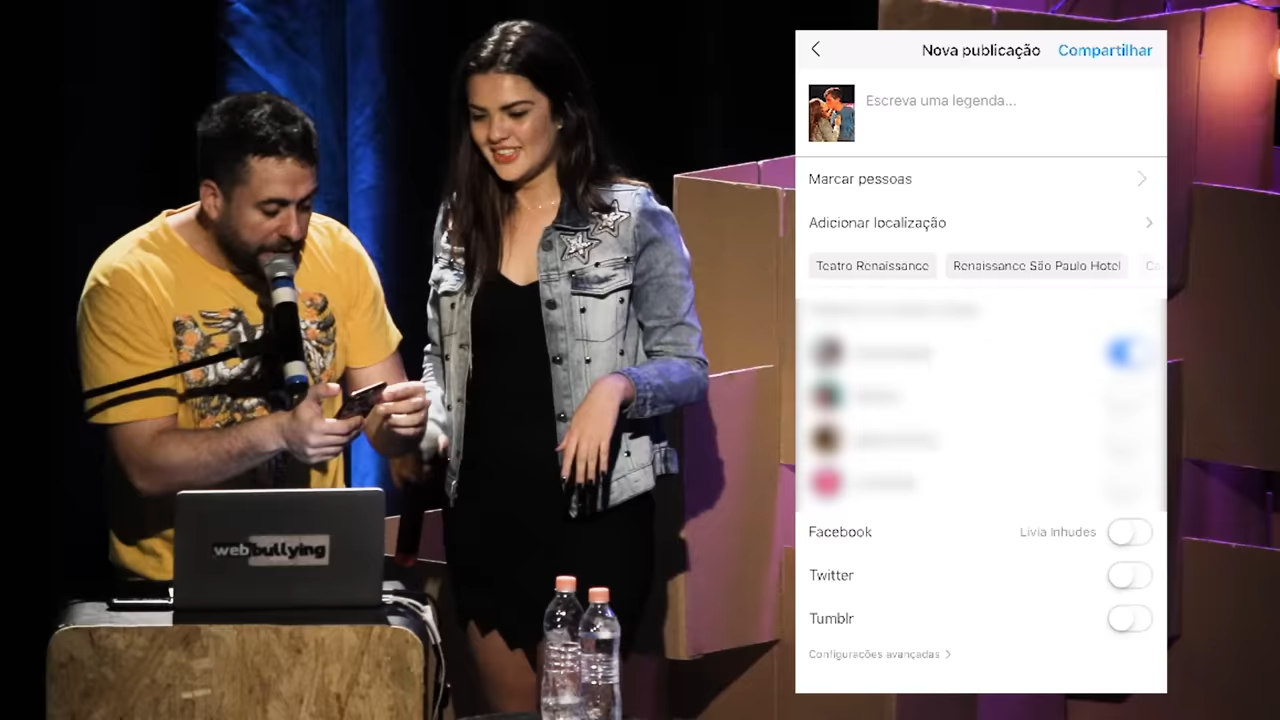 Nova publicação Compartilhar
Escreva uma legenda...
Marcar pessoas
Adicionar localização
Teatro Renaissance Renaissance São Paulo Hotel Co
Facebook Livia Inhudes
Twitter
Tumblr
Configurações avançadas
webbullying